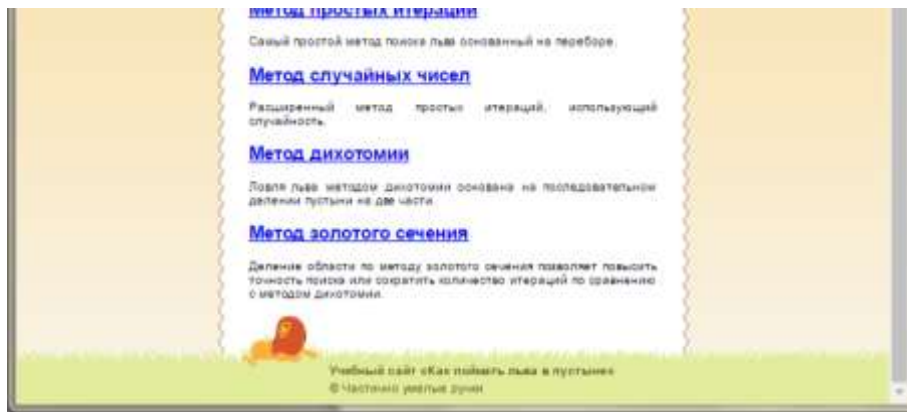 Метод простых итераций
Самый простой метод поиска льва основанный на переборе.
Метод случайных чисел
Расширенный метод простых итераций, использующий
случайность.
Метод дихотомии
Ловля льва методом дихотомии основана на последовательном
делении пустыни на две части.
Метод золотого сечения
Деление области по методу золотого сечения позволяет повысить
точность поиска или сократить количество итераций по сравнению
с методом дихотомии.
Учебный сайт «Как поймать льва в пустыне»
© Частично умелые ручки